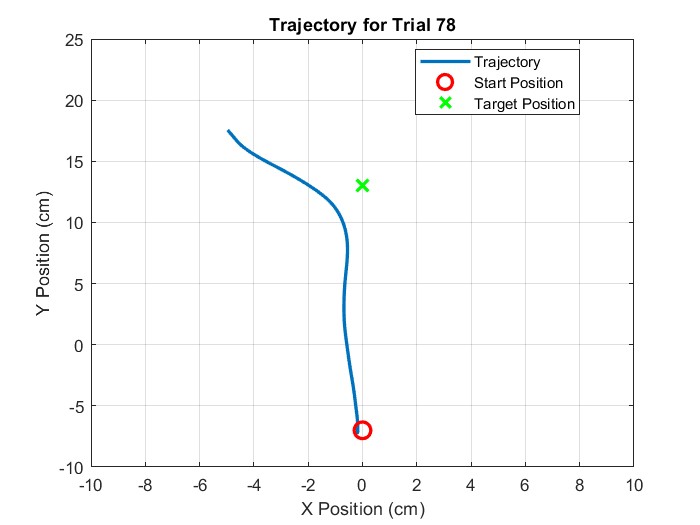 Trajectory for Trial 78
Trajectory
Start Position
Target Position
25
20
15
10
5
0
-5
-10
Y Position (cm)
-10 -8 -6 -4 -2 0 2 4 6 8 10
X Position (cm)